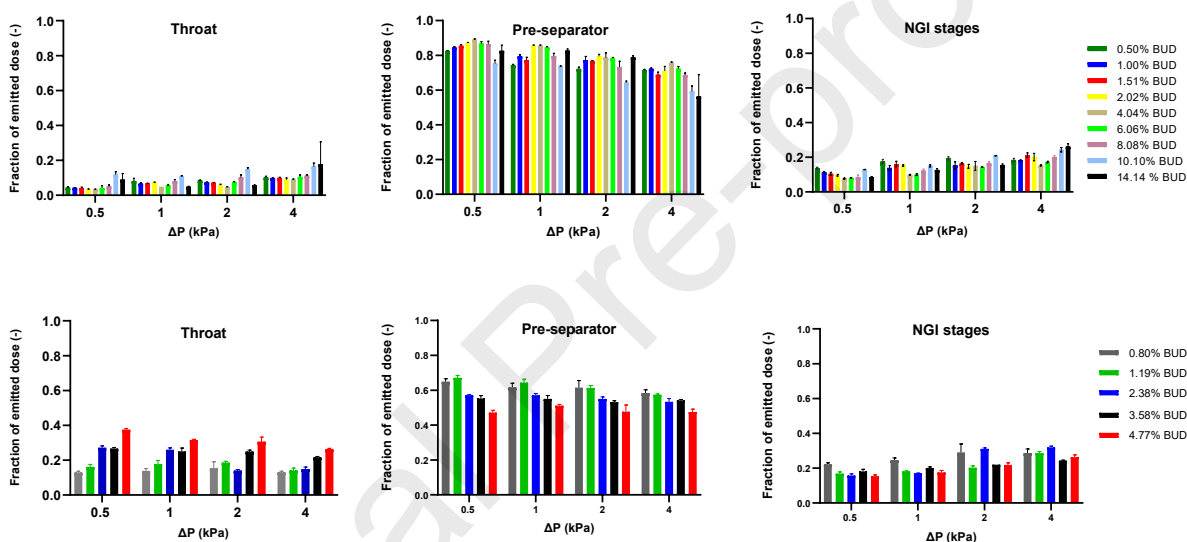 Throat
Fraction of emitted dose (-)
1.0
0.8
0.6
0.4
0.2
0.0
0.5 1 2 4
ΔP (kPa)
Pre-separator
Fraction of emitted dose (-)
1.0
0.8
0.6
0.4
0.2
0.0
0.5 1 2 4
ΔP (kPa)
NGI stages
Fraction of emitted dose (-)
1.0
0.8
0.6
0.4
0.2
0.0
0.5 1 2 4
ΔP (kPa)
0.50% BUD
1.00% BUD
1.51% BUD
2.02% BUD
4.04% BUD
6.06% BUD
8.08% BUD
10.10% BUD
14.14 % BUD
Throat
Fraction of emitted dose (-)
1.0
0.8
0.6
0.4
0.2
0.0
0.5 1 2 4
ΔP (kPa)
Pre-separator
Fraction of emitted dose (-)
1.0
0.8
0.6
0.4
0.2
0.0
0.5 1 2 4
ΔP (kPa)
NGI stages
Fraction of emitted dose (-)
1.0
0.8
0.6
0.4
0.2
0.0
0.5 1 2 4
ΔP (kPa)
0.80% BUD
1.19% BUD
2.38% BUD
3.58% BUD
4.77% BUD
al Pre-pro